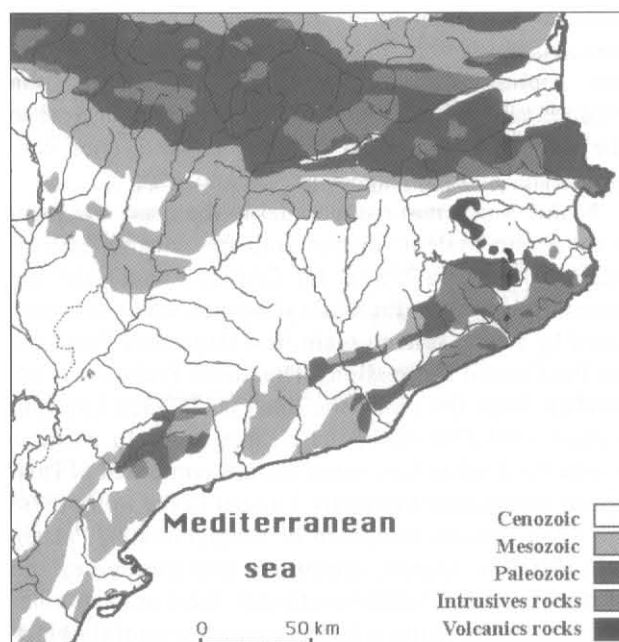 Mediterranean
sea
Cenozoic
Mesozoic
Paleozoic
Intrusives rocks
Volcanics rocks
0 50 km